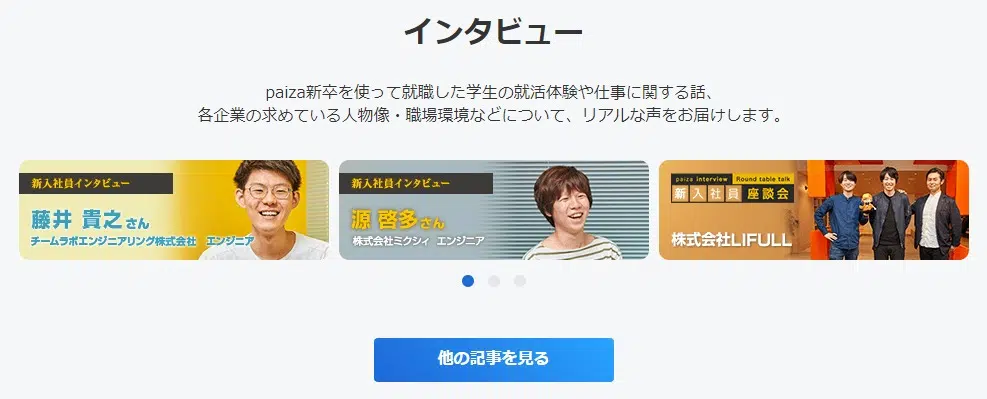 インタビュー
paiza新卒を使って就職した学生の就活体験や仕事に関する話、
各企業の求めている人物像・職場環境などについて、リアルな声をお届けします。
新入社員インタビュー
藤井 貴之さん
チームラボエンジニアリング株式会社 エンジニア
新入社員インタビュー
源 啓多さん
株式会社ミクシィ エンジニア
paiza interview Round table talk
新入社員 座談会
株式会社LIFULL
他の記事を見る